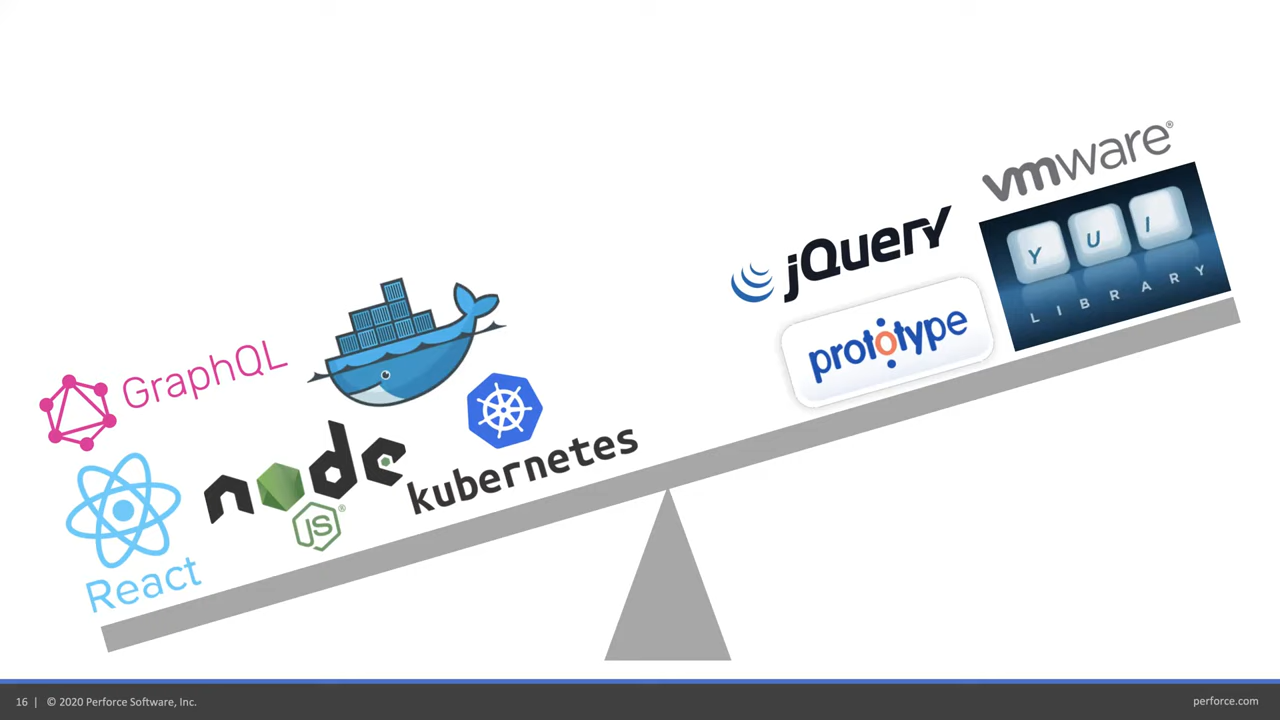 GraphQL
React
node
JS
kubernetes
jQuery
prototype
vmware®
Y U I
LIBRARY
16 | © 2020 Perforce Software, Inc.
perforce.com